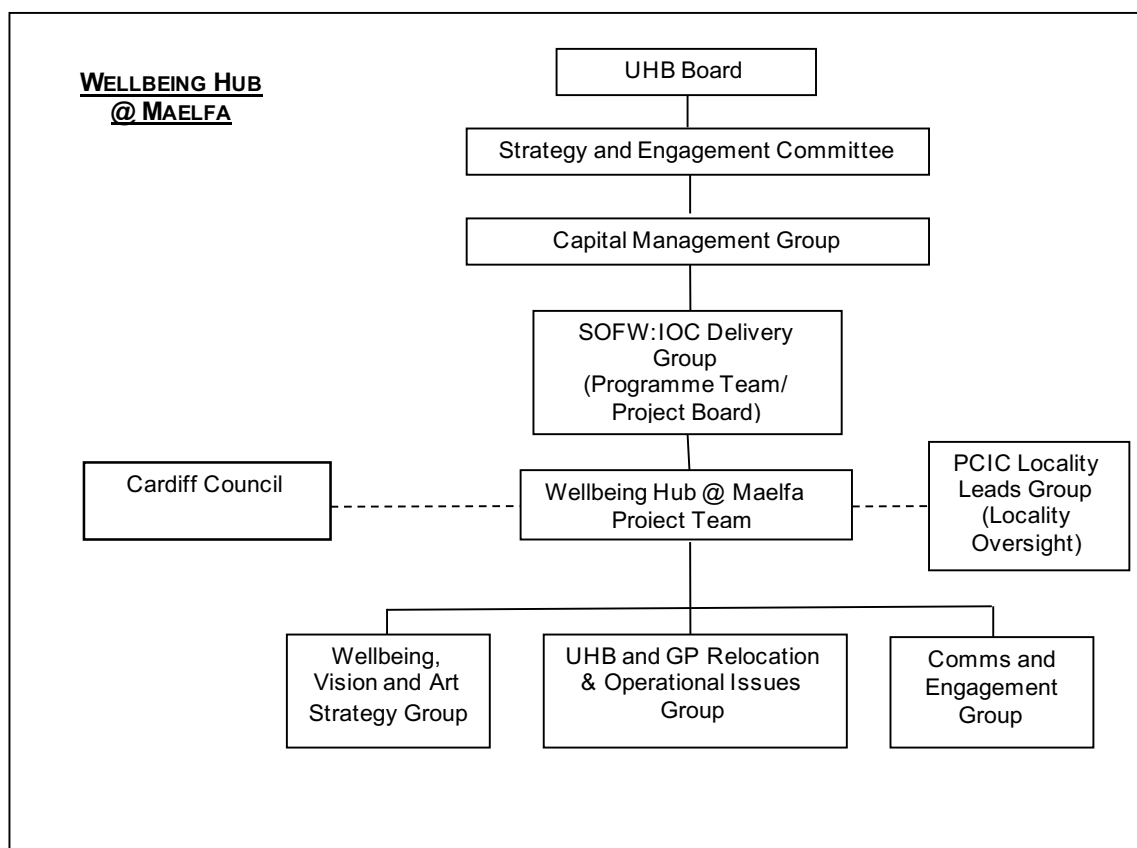 WELLBEING HUB
@ MAELFA
UHB Board
Strategy and Engagement Committee
Capital Management Group
SOFW:IOC Delivery
Group
(Programme Team/
Project Board)
Cardiff Council
Wellbeing Hub @ Maelfa
Project Team
PCIC Locality
Leads Group
(Locality
Oversight)
Wellbeing,
Vision and Art
Strategy Group
UHB and GP Relocation
& Operational Issues
Group
Comms and
Engagement
Group